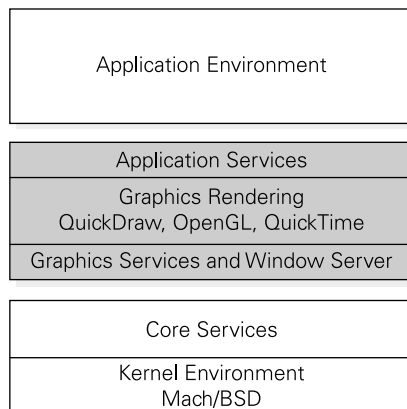 Application Environment
Application Services
Graphics Rendering
QuickDraw, OpenGL, QuickTime
Graphics Services and Window Server
Core Services
Kernel Environment
Mach/BSD